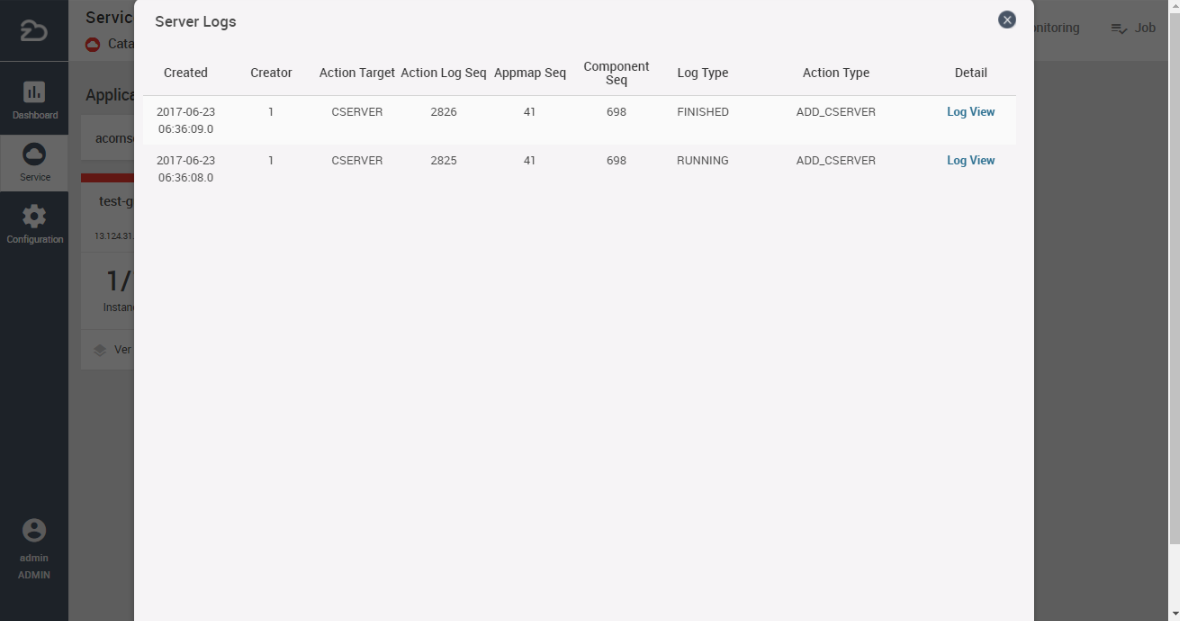 Server Logs
Created Creator Action Target Action Log Seq Appmap Seq Component Seq Log Type Action Type Detail
2017-06-23 06:36:09.0 1 CSERVER 2826 41 698 FINISHED ADD_CSERVER Log View
2017-06-23 06:36:08.0 1 CSERVER 2825 41 698 RUNNING ADD_CSERVER Log View
Servic
Cata
nitoring
Job
Dashboard
Service
Configuration
admin
ADMIN
Applica
acorns
test-g
13.124.31.
1/
Instan
Ver